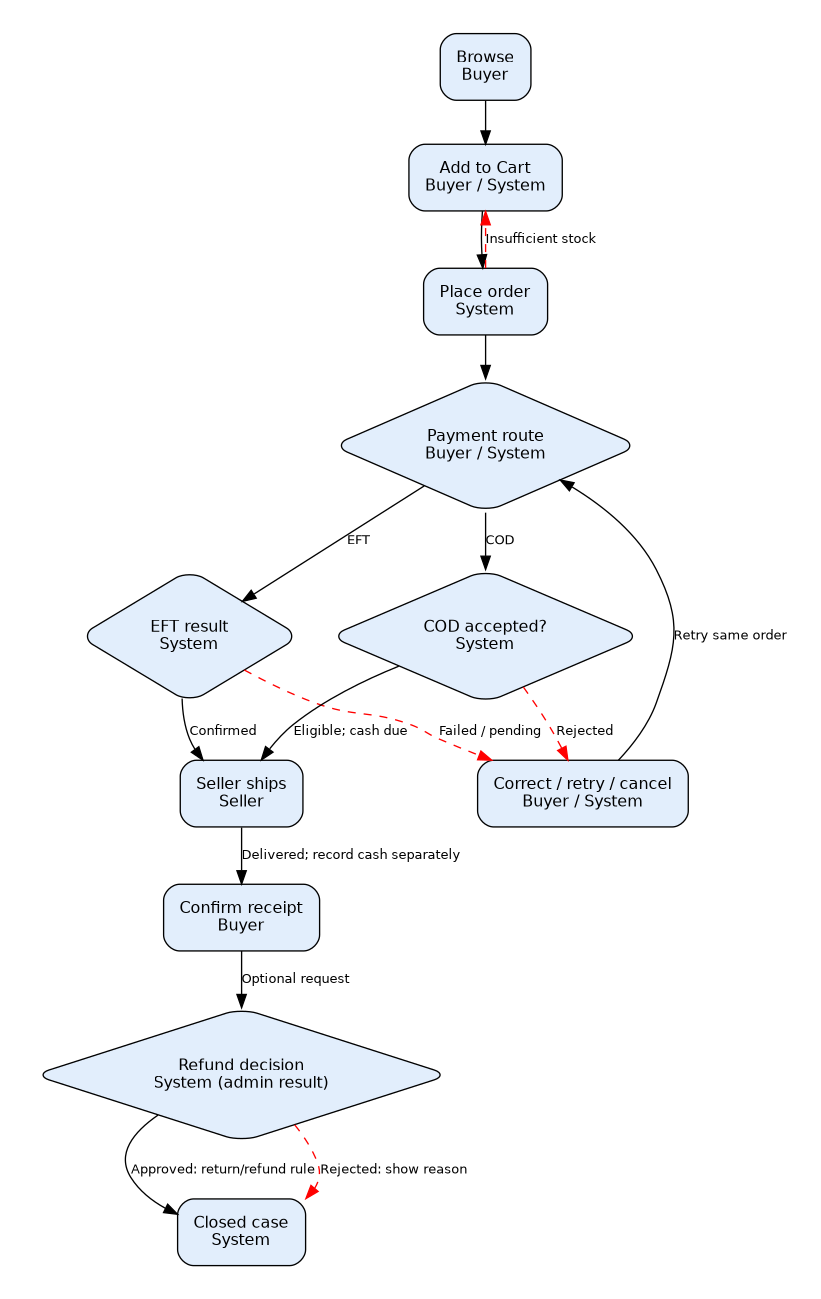 Browse
Buyer
Add to Cart
Buyer / System
Insufficient stock
Place order
System
Payment route
Buyer / System
EFT
COD
EFT result
System
COD accepted?
System
Retry same order
Confirmed
Eligible; cash due
Failed / pending
Rejected
Seller ships
Seller
Correct / retry / cancel
Buyer / System
Delivered; record cash separately
Confirm receipt
Buyer
Optional request
Refund decision
System (admin result)
Approved: return/refund rule
Rejected: show reason
Closed case
System